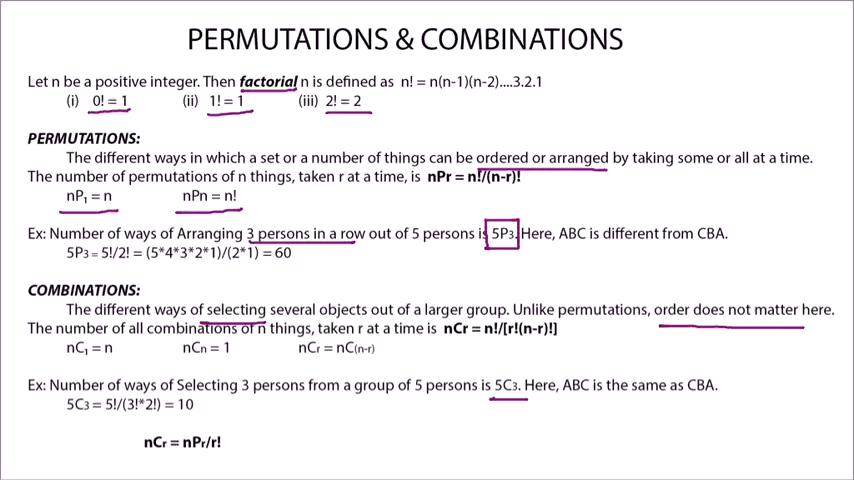 PERMUTATIONS & COMBINATIONS
Let n be a positive integer. Then factorial n is defined as n! = n(n-1)(n-2)....3.2.1
(i) 0! = 1 (ii) 1! = 1 (iii) 2! = 2
PERMUTATIONS:
The different ways in which a set or a number of things can be ordered or arranged by taking some or all at a time.
The number of permutations of n things, taken r at a time, is nPr = n!/(n-r)!
nP₁ = n nPn = n!
Ex: Number of ways of Arranging 3 persons in a row out of 5 persons is 5P3. Here, ABC is different from CBA.
5P3 = 5!/2! = (5*4*3*2*1)/(2*1) = 60
COMBINATIONS:
The different ways of selecting several objects out of a larger group. Unlike permutations, order does not matter here.
The number of all combinations of n things, taken r at a time is nCr = n!/[r!(n-r)!]
nC₁ = n nCn = 1 nCr = nC(n-r)
Ex: Number of ways of Selecting 3 persons from a group of 5 persons is 5C3. Here, ABC is the same as CBA.
5C3 = 5!/(3!*2!) = 10
nCr = nPr/r!